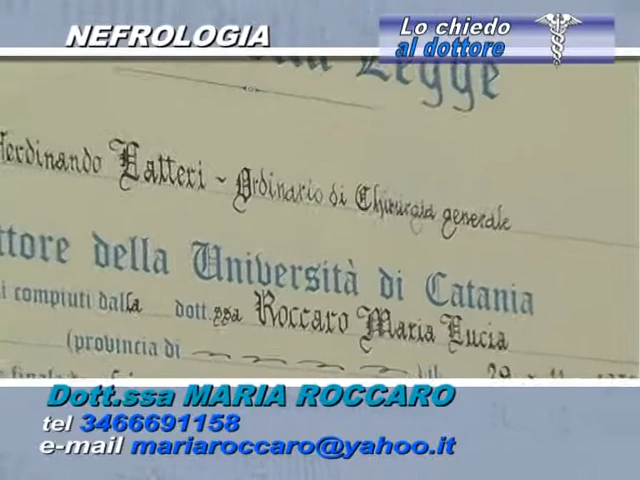 NEFROLOGIA
Lo chiedo
al dottore
Legge
Ferdinando Latteri - Ordinario di Chirurgia generale
ttore della Università di Catania
i compiuti dalla dott.ssa Roccaro Maria Lucia
(provincia di
29
Dott.ssa MARIA ROCCARO
tel 3466691158
e-mail mariaroccaro@yahoo.it